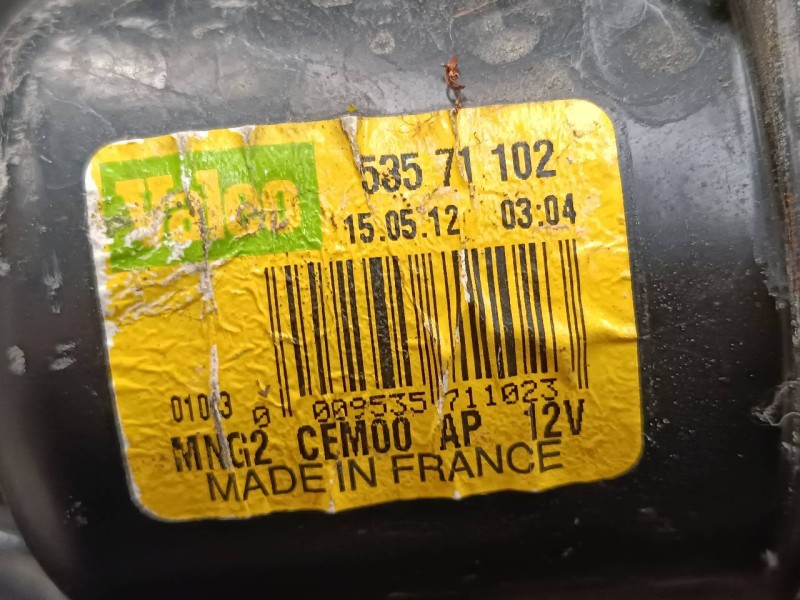 Valeo
535 71 102
15.05.12 03:04
0 009535 711023
MNG2 CEM00 AP 12V
MADE IN FRANCE